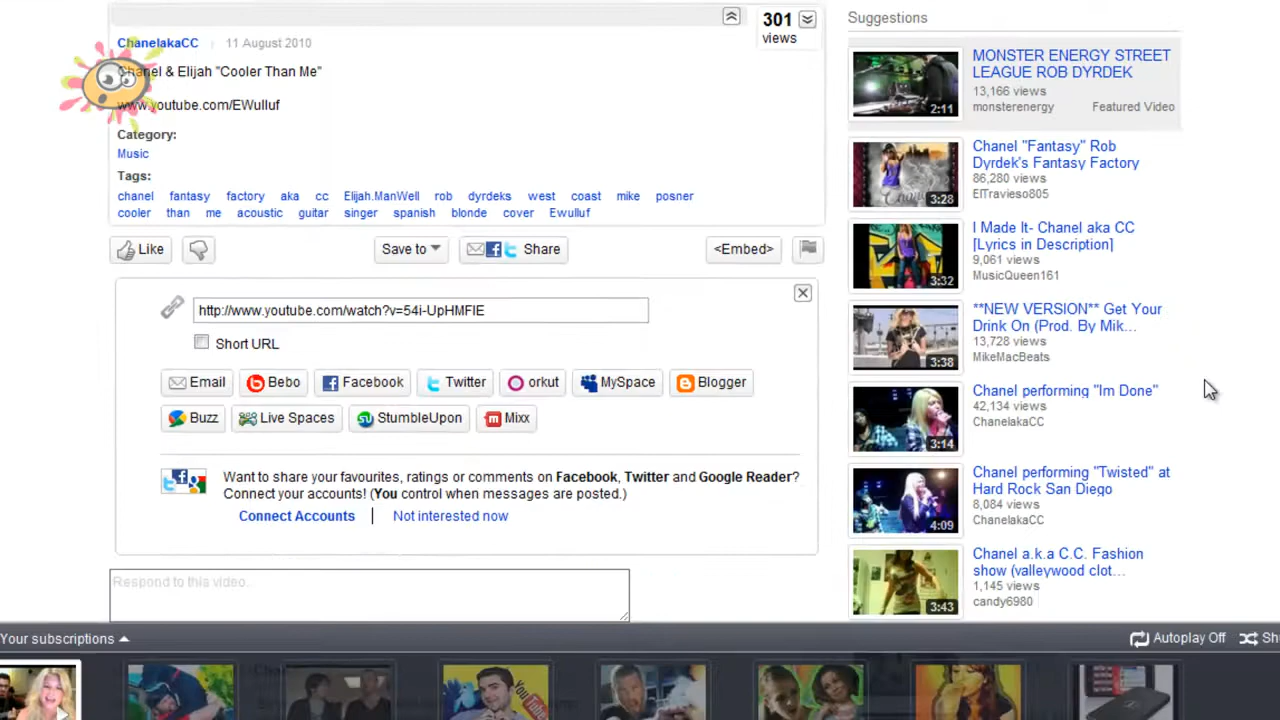 301
views
ChanelakaCC
11 August 2010
Chanel & Elijah "Cooler Than Me"
www.youtube.com/EWulluf
Category:
Music
Tags:
chanel fantasy factory aka cc Elijah.ManWell rob dyrdeks west coast mike posner
cooler than me acoustic guitar singer spanish blonde cover Ewulluf
Like
Save to
Share
<Embed>
http://www.youtube.com/watch?v=54i-UpHMFIE
Short URL
Email Bebo Facebook Twitter orkut MySpace Blogger
Buzz Live Spaces StumbleUpon Mixx
Want to share your favourites, ratings or comments on Facebook, Twitter and Google Reader?
Connect your accounts! (You control when messages are posted.)
Connect Accounts | Not interested now
Respond to this video...
Suggestions
MONSTER ENERGY STREET
LEAGUE ROB DYRDEK
13,166 views
monsterenergy Featured Video
2:11
Chanel "Fantasy" Rob
Dyrdek's Fantasy Factory
86,280 views
ElTravieso805
3:28
I Made It- Chanel aka CC
[Lyrics in Description]
9,061 views
MusicQueen161
3:32
**NEW VERSION** Get Your
Drink On (Prod. By Mik...
13,728 views
MikeMacBeats
3:38
Chanel performing "Im Done"
42,134 views
ChanelakaCC
3:14
Chanel performing "Twisted" at
Hard Rock San Diego
8,084 views
ChanelakaCC
4:09
Chanel a.k.a C.C. Fashion
show (valleywood clot...
1,145 views
candy6980
3:43
Your subscriptions
Autoplay Off
Sh
You
Tube